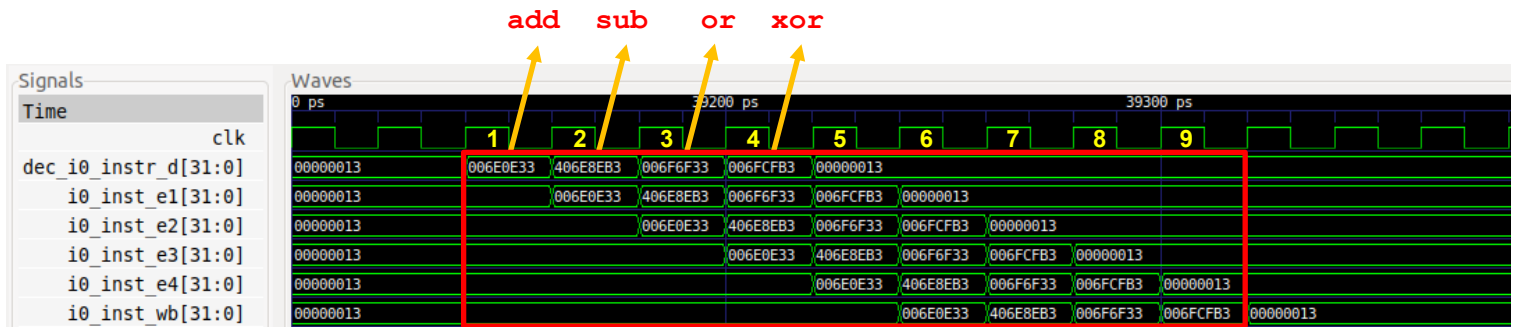 add sub or xor
Signals Waves
Time 0 ps 39200 ps 39300 ps
clk 1 2 3 4 5 6 7 8 9
dec_i0_instr_d[31:0] 00000013 006E0E33 406E8EB3 006F6F33 006FCFB3 00000013
i0_inst_e1[31:0] 00000013 006E0E33 406E8EB3 006F6F33 006FCFB3 00000013
i0_inst_e2[31:0] 00000013 006E0E33 406E8EB3 006F6F33 006FCFB3 00000013
i0_inst_e3[31:0] 00000013 006E0E33 406E8EB3 006F6F33 006FCFB3 00000013
i0_inst_e4[31:0] 00000013 006E0E33 406E8EB3 006F6F33 006FCFB3 00000013
i0_inst_wb[31:0] 00000013 006E0E33 406E8EB3 006F6F33 006FCFB3 00000013